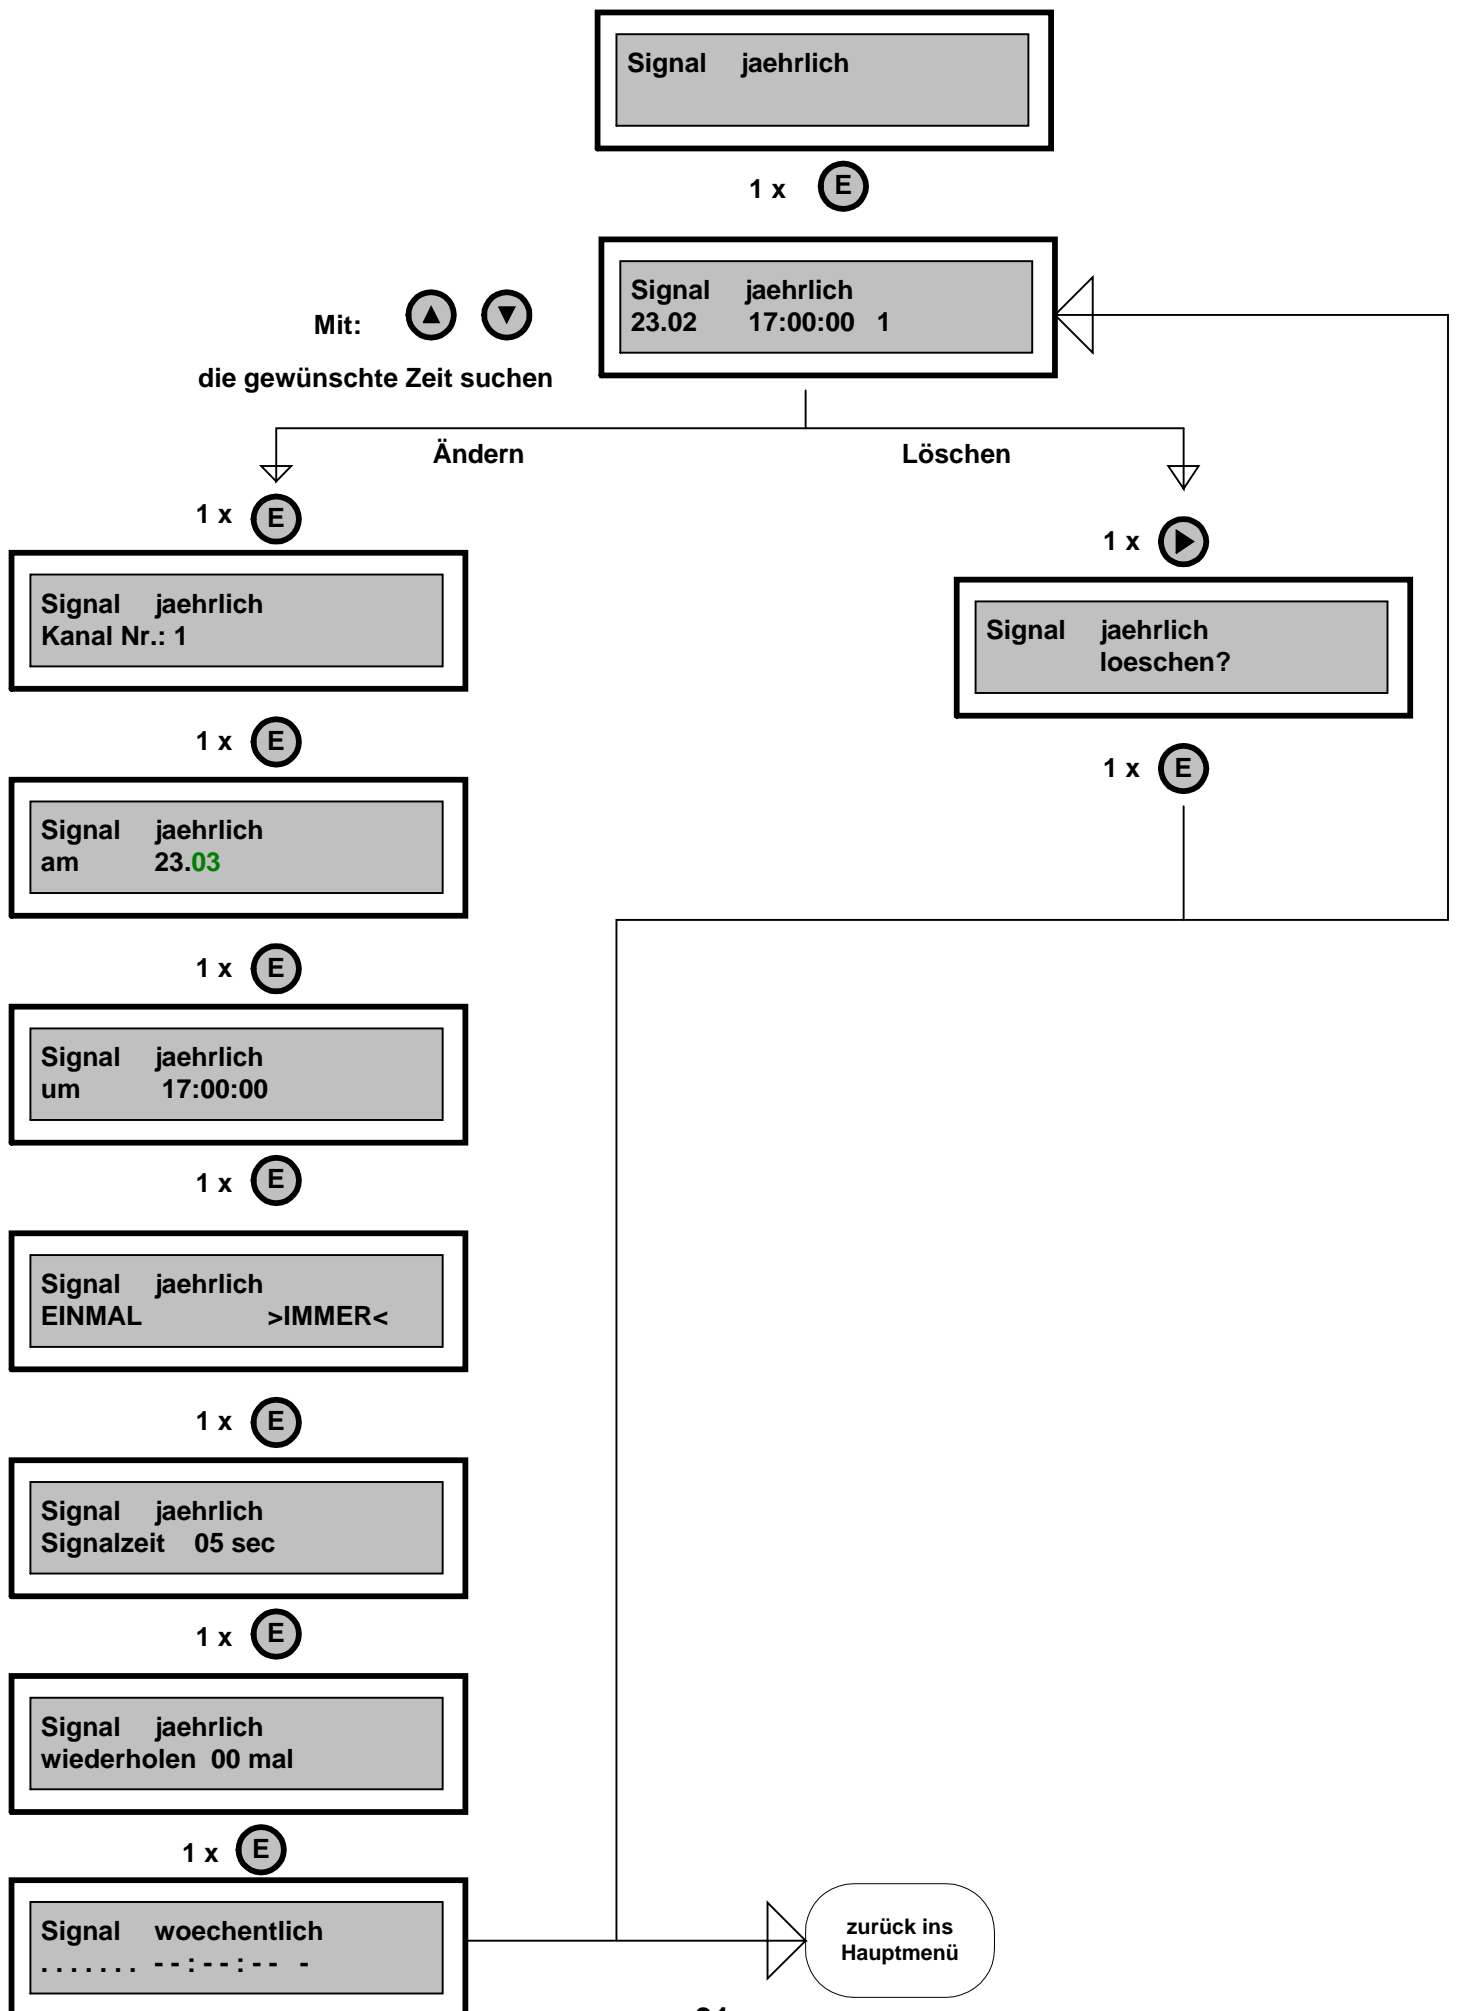 Signal jaehrlich
1 x E
Signal jaehrlich
23.02 17:00:00 1
Mit:
die gewünschte Zeit suchen
Ändern
Löschen
1 x E
Signal jaehrlich
Kanal Nr.: 1
1 x E
Signal jaehrlich
am 23.03
1 x E
Signal jaehrlich
um 17:00:00
1 x E
Signal jaehrlich
EINMAL >IMMER<
1 x E
Signal jaehrlich
Signalzeit 05 sec
1 x E
Signal jaehrlich
wiederholen 00 mal
1 x E
Signal woechentlich
. . . . . . . - - : - - : - - -
1 x
Signal jaehrlich
loeschen?
1 x E
zurück ins
Hauptmenü